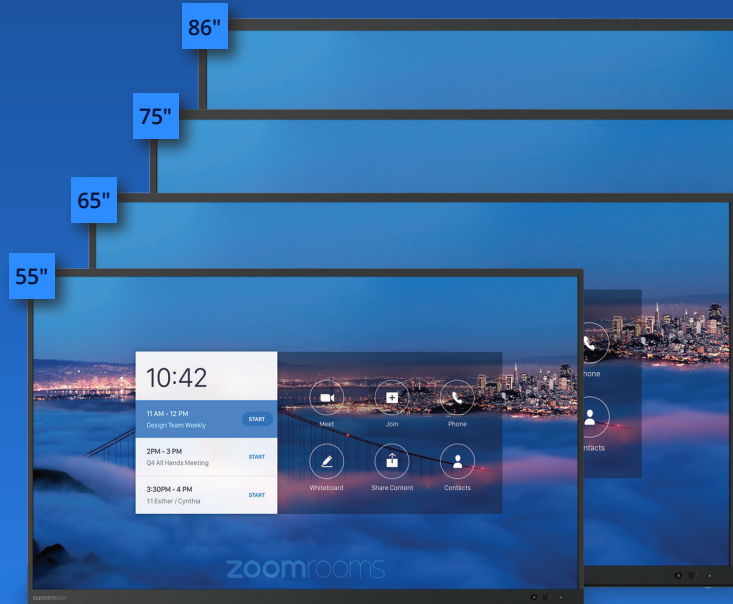 86"
75"
65"
55"
10:42
11 AM - 12 PM
Design Team Weekly
START
2PM - 3 PM
Q4 All Hands Meeting
START
3:30PM - 4 PM
1:1 Esther / Cynthia
START
Meet
Join
Phone
Whiteboard
Share Content
Contacts
hone
ntacts
zoomrooms
CLEVERTOUCH